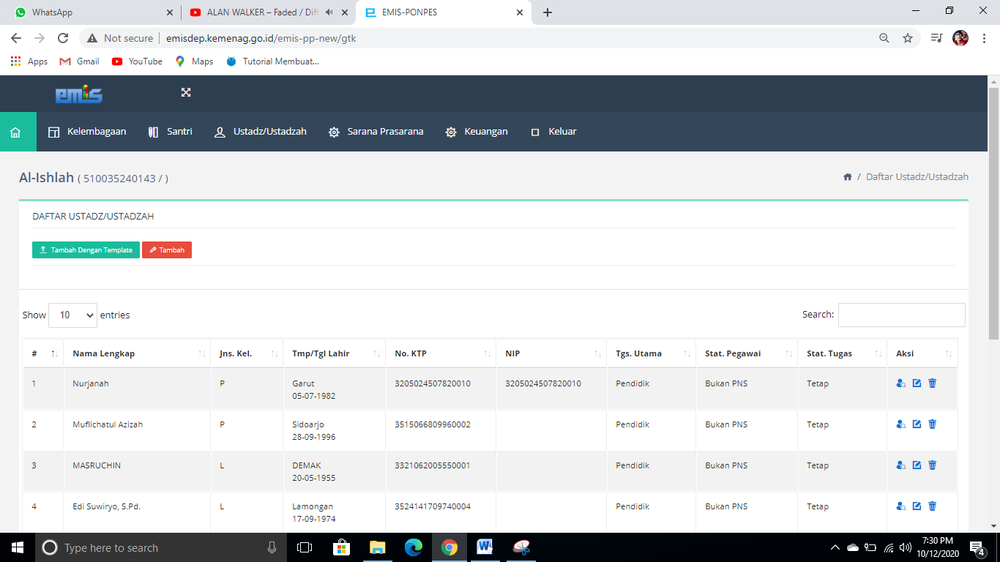 WhatsApp
ALAN WALKER – Faded / Dif
EMIS-PONPES
Not secure
emisdep.kemenag.go.id/emis-pp-new/gtk
Apps
Gmail
YouTube
Maps
Tutorial Membuat...
emis
Kelembagaan
Santri
Ustadz/Ustadzah
Sarana Prasarana
Keuangan
Keluar
Al-Ishlah ( 510035240143 / )
/ Daftar Ustadz/Ustadzah
DAFTAR USTADZ/USTADZAH
Tambah Dengan Template
Tambah
Show 10 entries
Search:
# Nama Lengkap Jns. Kel. Tmp/Tgl Lahir No. KTP NIP Tgs. Utama Stat. Pegawai Stat. Tugas Aksi
1 Nurjanah P Garut 3205024507820010 3205024507820010 Pendidik Bukan PNS Tetap
05-07-1982
2 Muflichatul Azizah P Sidoarjo 3515066809960002 Pendidik Bukan PNS Tetap
28-09-1996
3 MASRUCHIN L DEMAK 3321062005550001 Pendidik Bukan PNS Tetap
20-05-1955
4 Edi Suwiryo, S.Pd. L Lamongan 3524141709740004 Pendidik Bukan PNS Tetap
17-09-1974
Type here to search
7:30 PM
10/12/2020
4